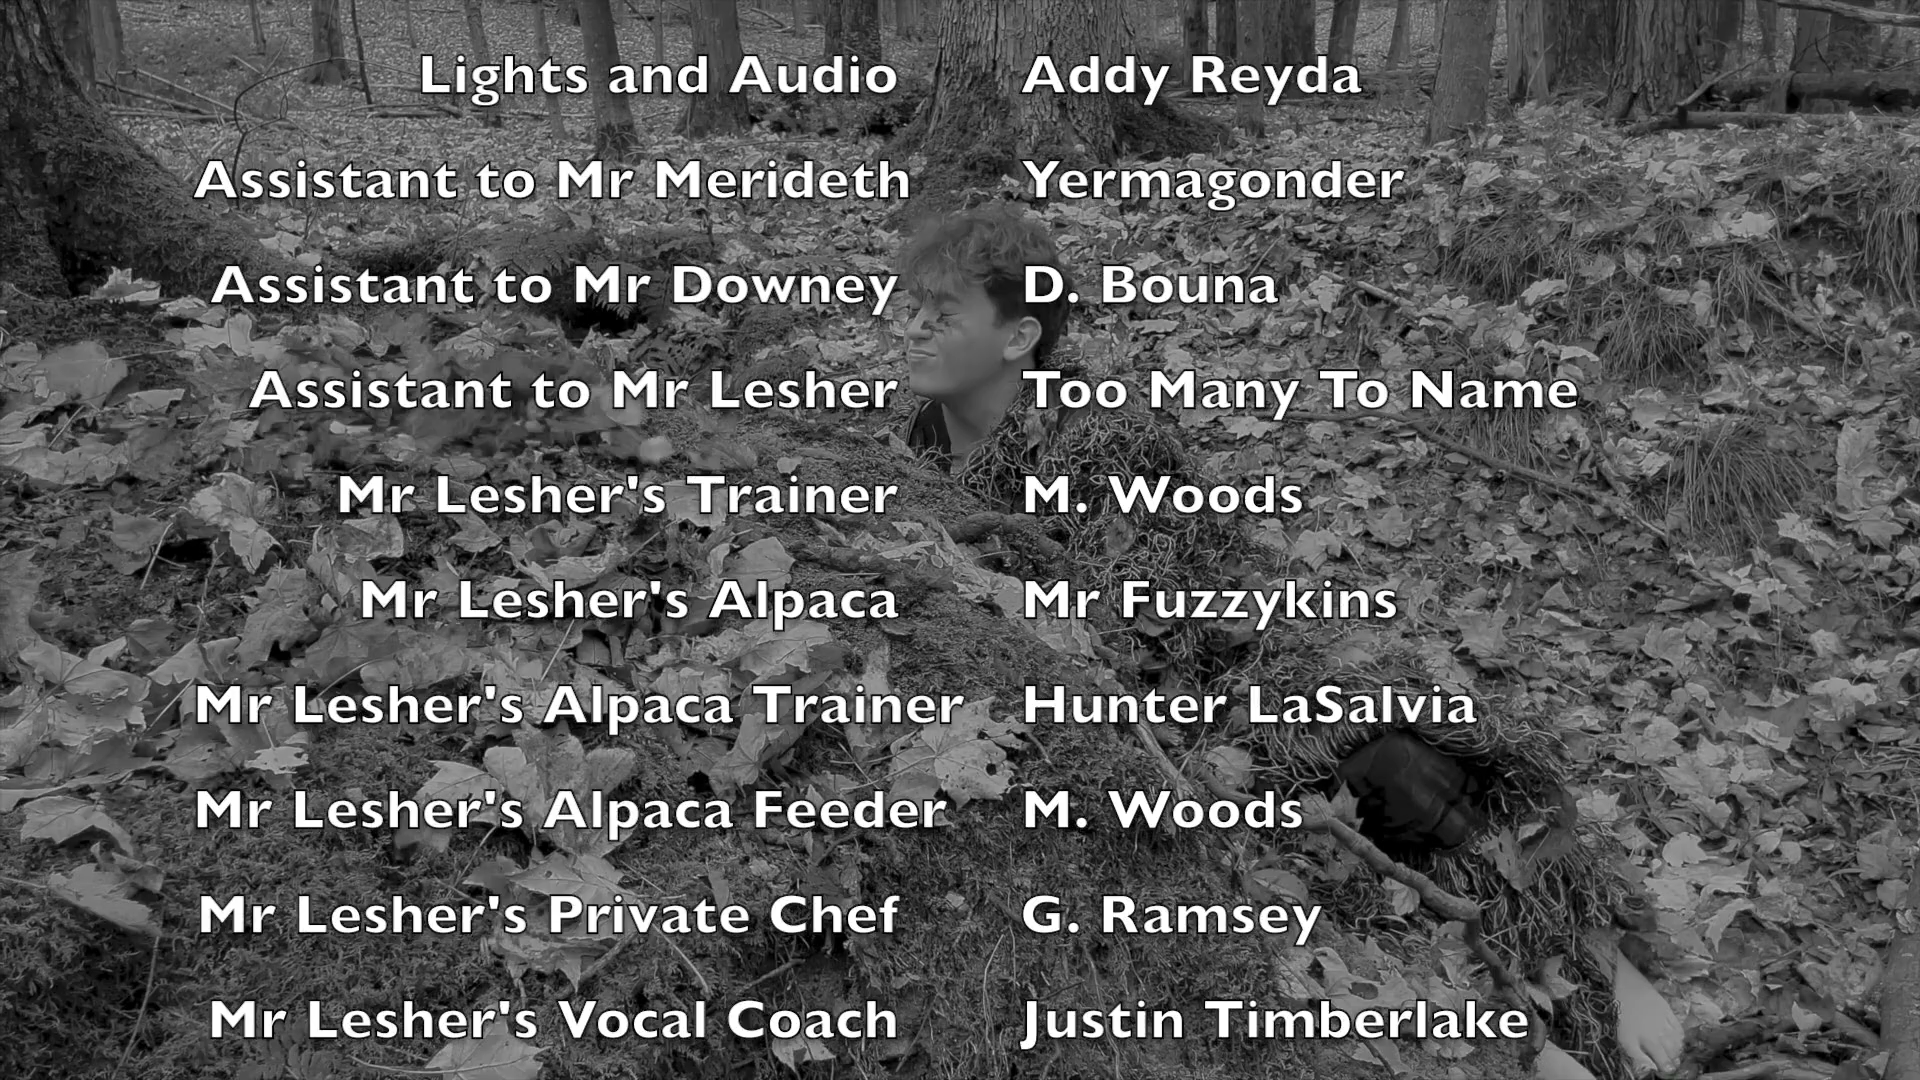 Lights and Audio Addy Reyda
Assistant to Mr Merideth Yermagonder
Assistant to Mr Downey D. Bouna
Assistant to Mr Lesher Too Many To Name
Mr Lesher's Trainer M. Woods
Mr Lesher's Alpaca Mr Fuzzykins
Mr Lesher's Alpaca Trainer Hunter LaSalvia
Mr Lesher's Alpaca Feeder M. Woods
Mr Lesher's Private Chef G. Ramsey
Mr Lesher's Vocal Coach Justin Timberlake